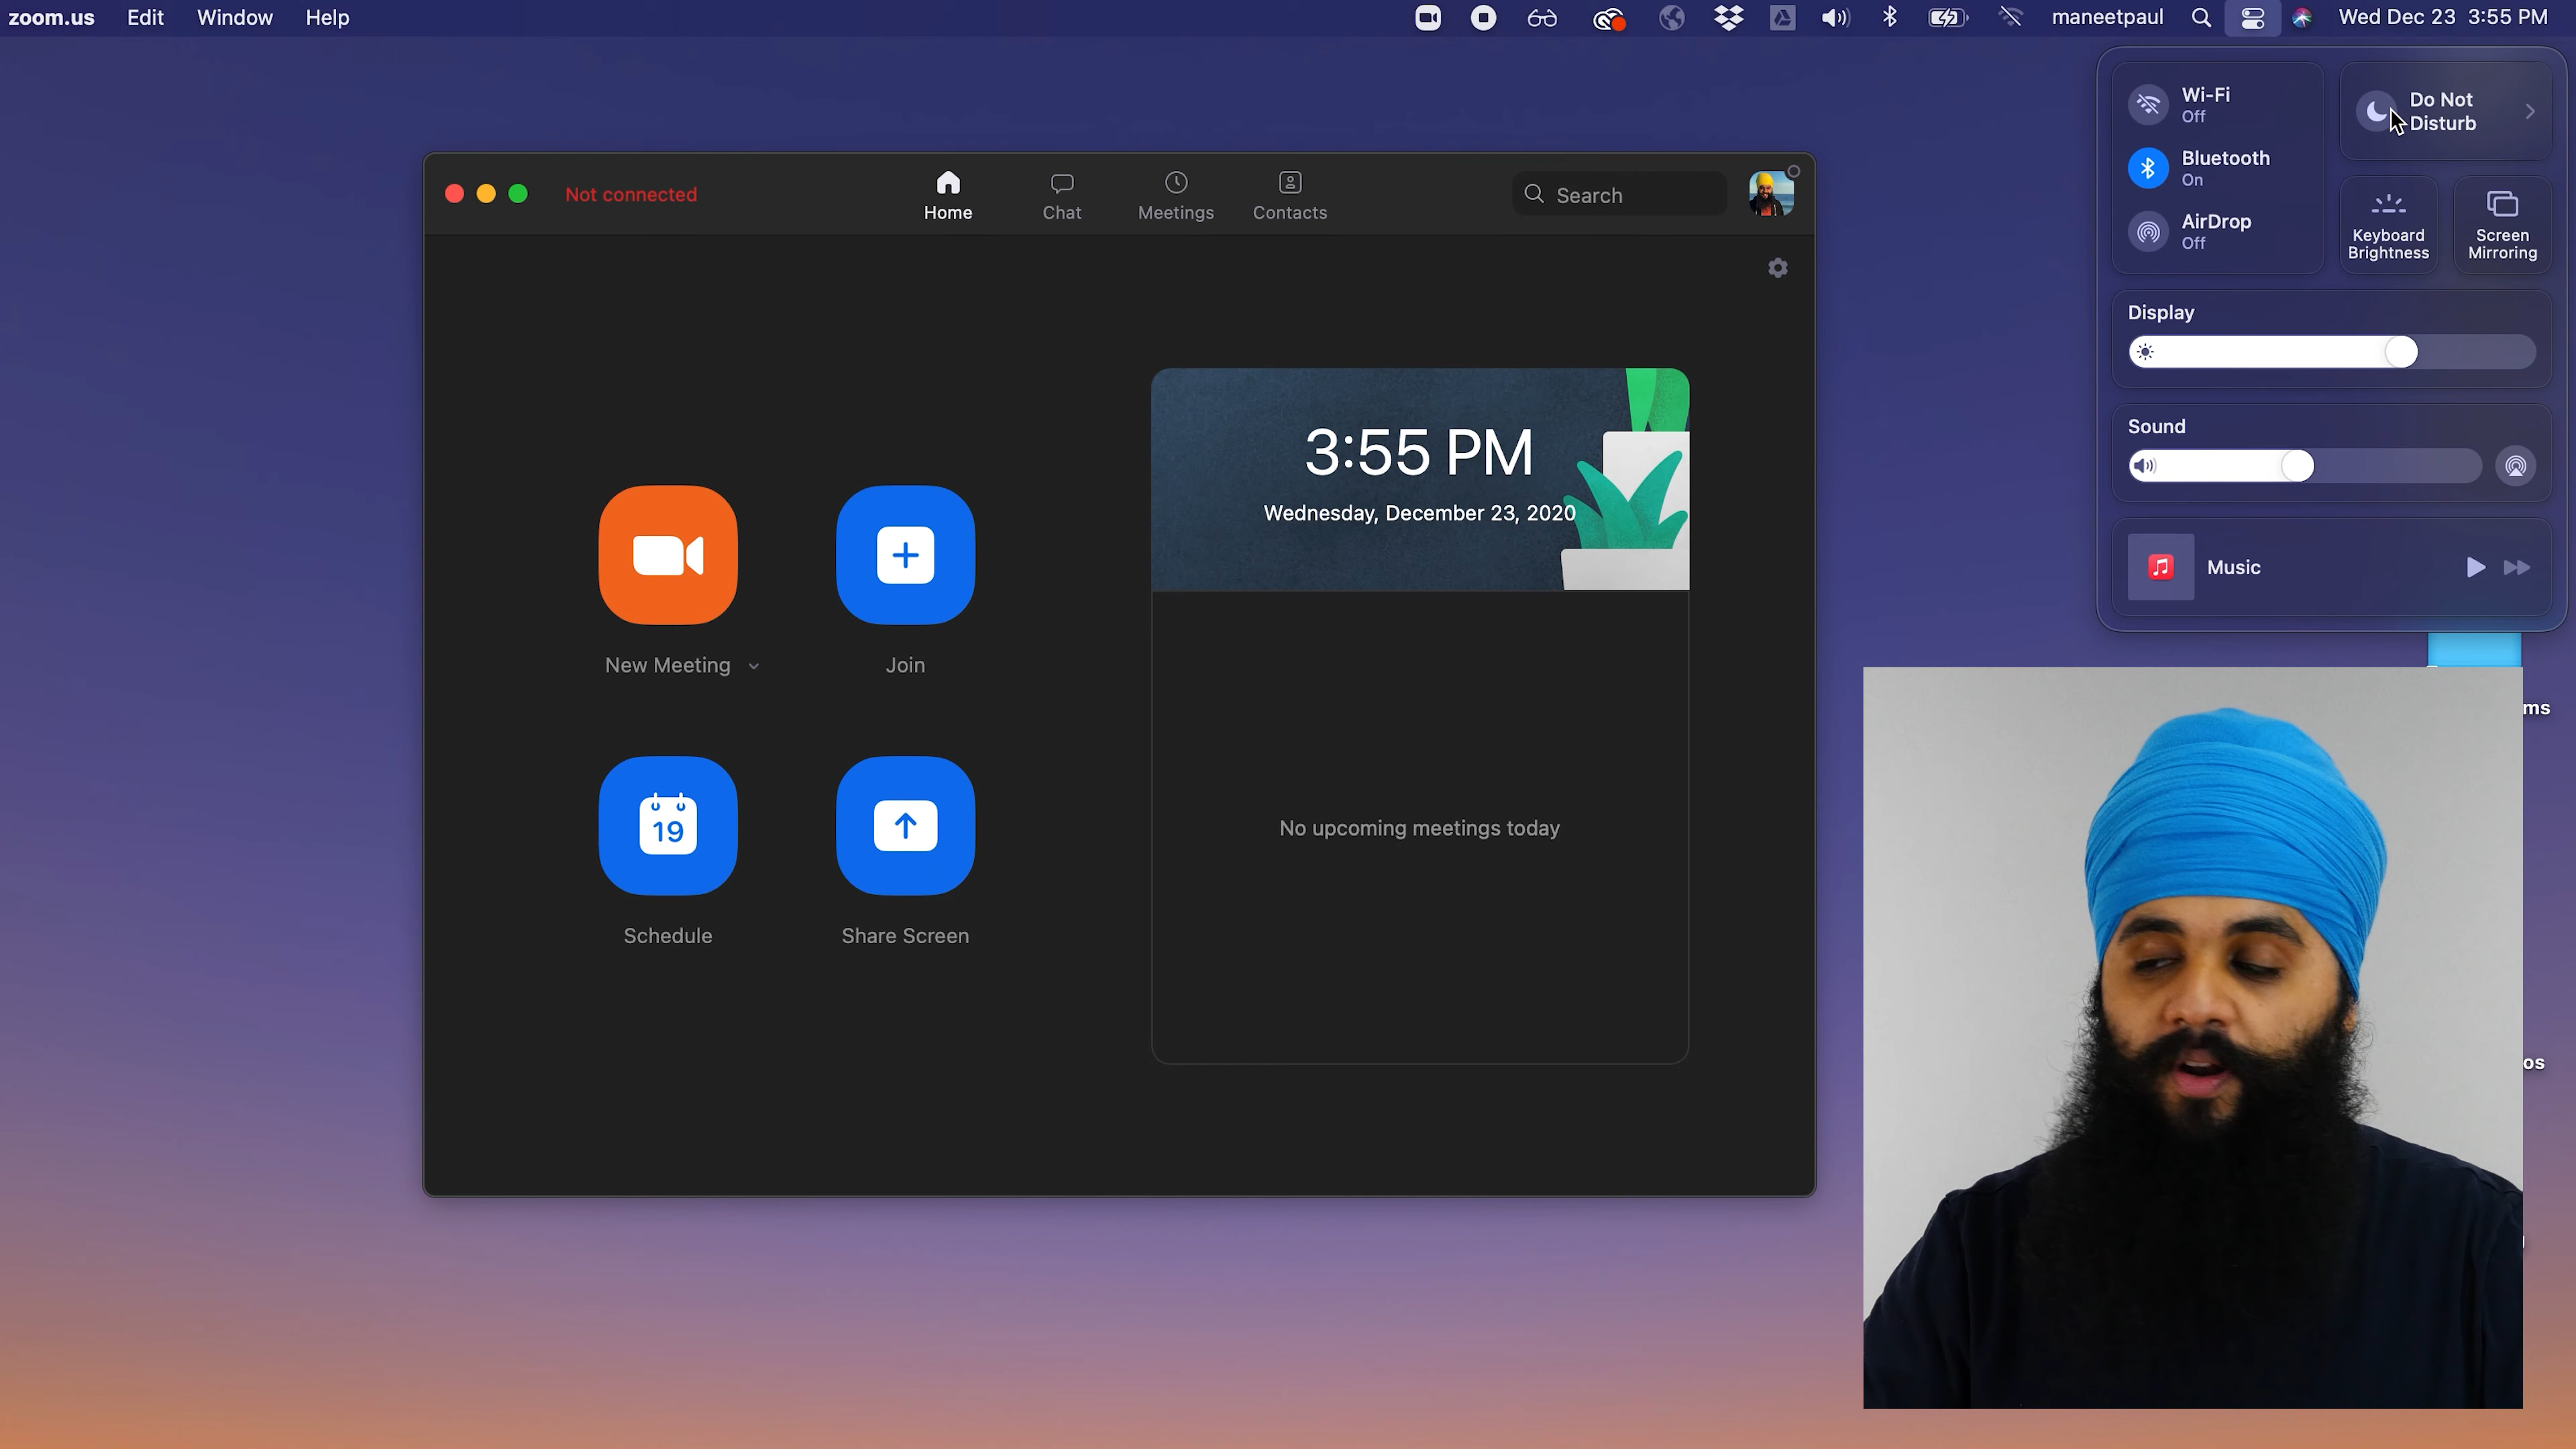 zoom.us Edit Window Help maneetpaul Wed Dec 23 3:55 PM
Wi-Fi
Off
Do Not
Disturb
Bluetooth
On
AirDrop
Off
Keyboard
Brightness
Screen
Mirroring
Display
Sound
Music
Not connected
Home Chat Meetings Contacts
Search
3:55 PM
Wednesday, December 23, 2020
New Meeting
Join
19
Schedule
Share Screen
No upcoming meetings today
ms
os